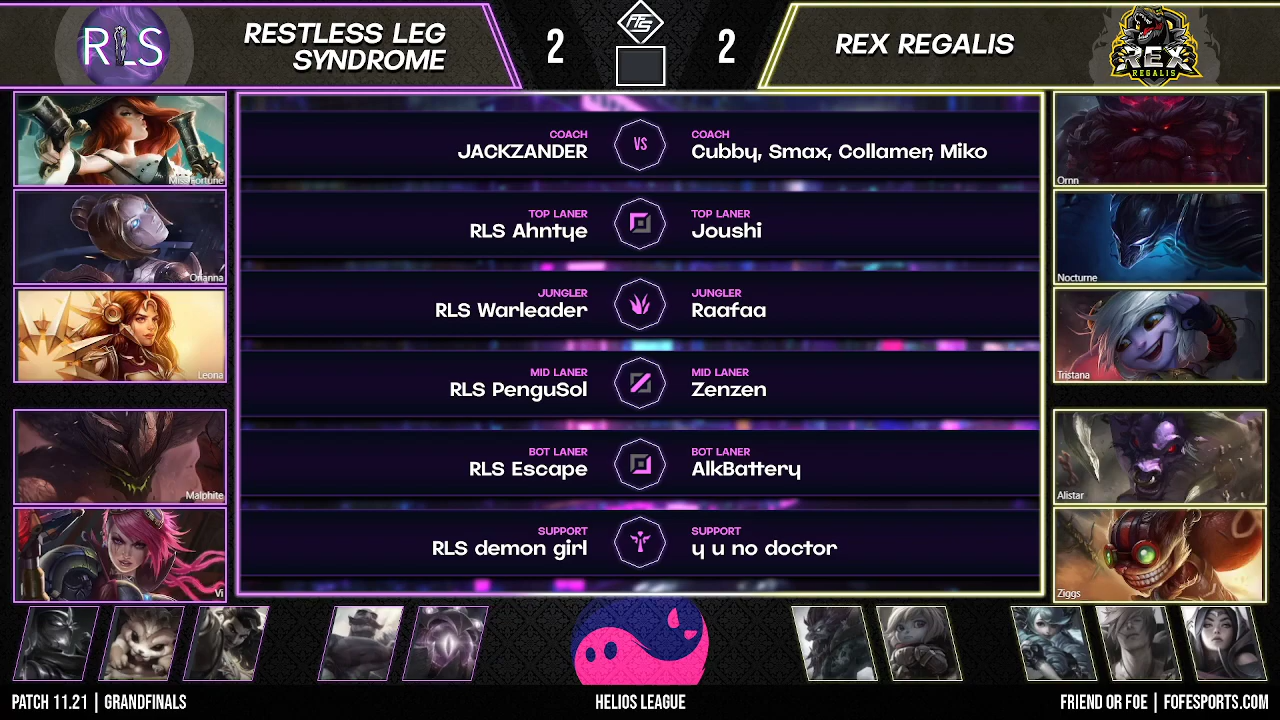 RLS
RESTLESS LEG
SYNDROME
2
FFS
2
REX REGALIS
REX
REGALIS
Miss Fortune
Orianna
Leona
Malphite
Vi
COACH
JACKZANDER
VS
COACH
Cubby, Smax, Collamer, Miko
TOP LANER
RLS Ahntye
TOP LANER
Joushi
JUNGLER
RLS Warleader
JUNGLER
Raafaa
MID LANER
RLS PenguSol
MID LANER
Zenzen
BOT LANER
RLS Escape
BOT LANER
AlkBattery
SUPPORT
RLS demon girl
SUPPORT
y u no doctor
Ornn
Nocturne
Tristana
Alistar
Ziggs
PATCH 11.21 | GRANDFINALS
HELIOS LEAGUE
FRIEND OR FOE | FOFESPORTS.COM